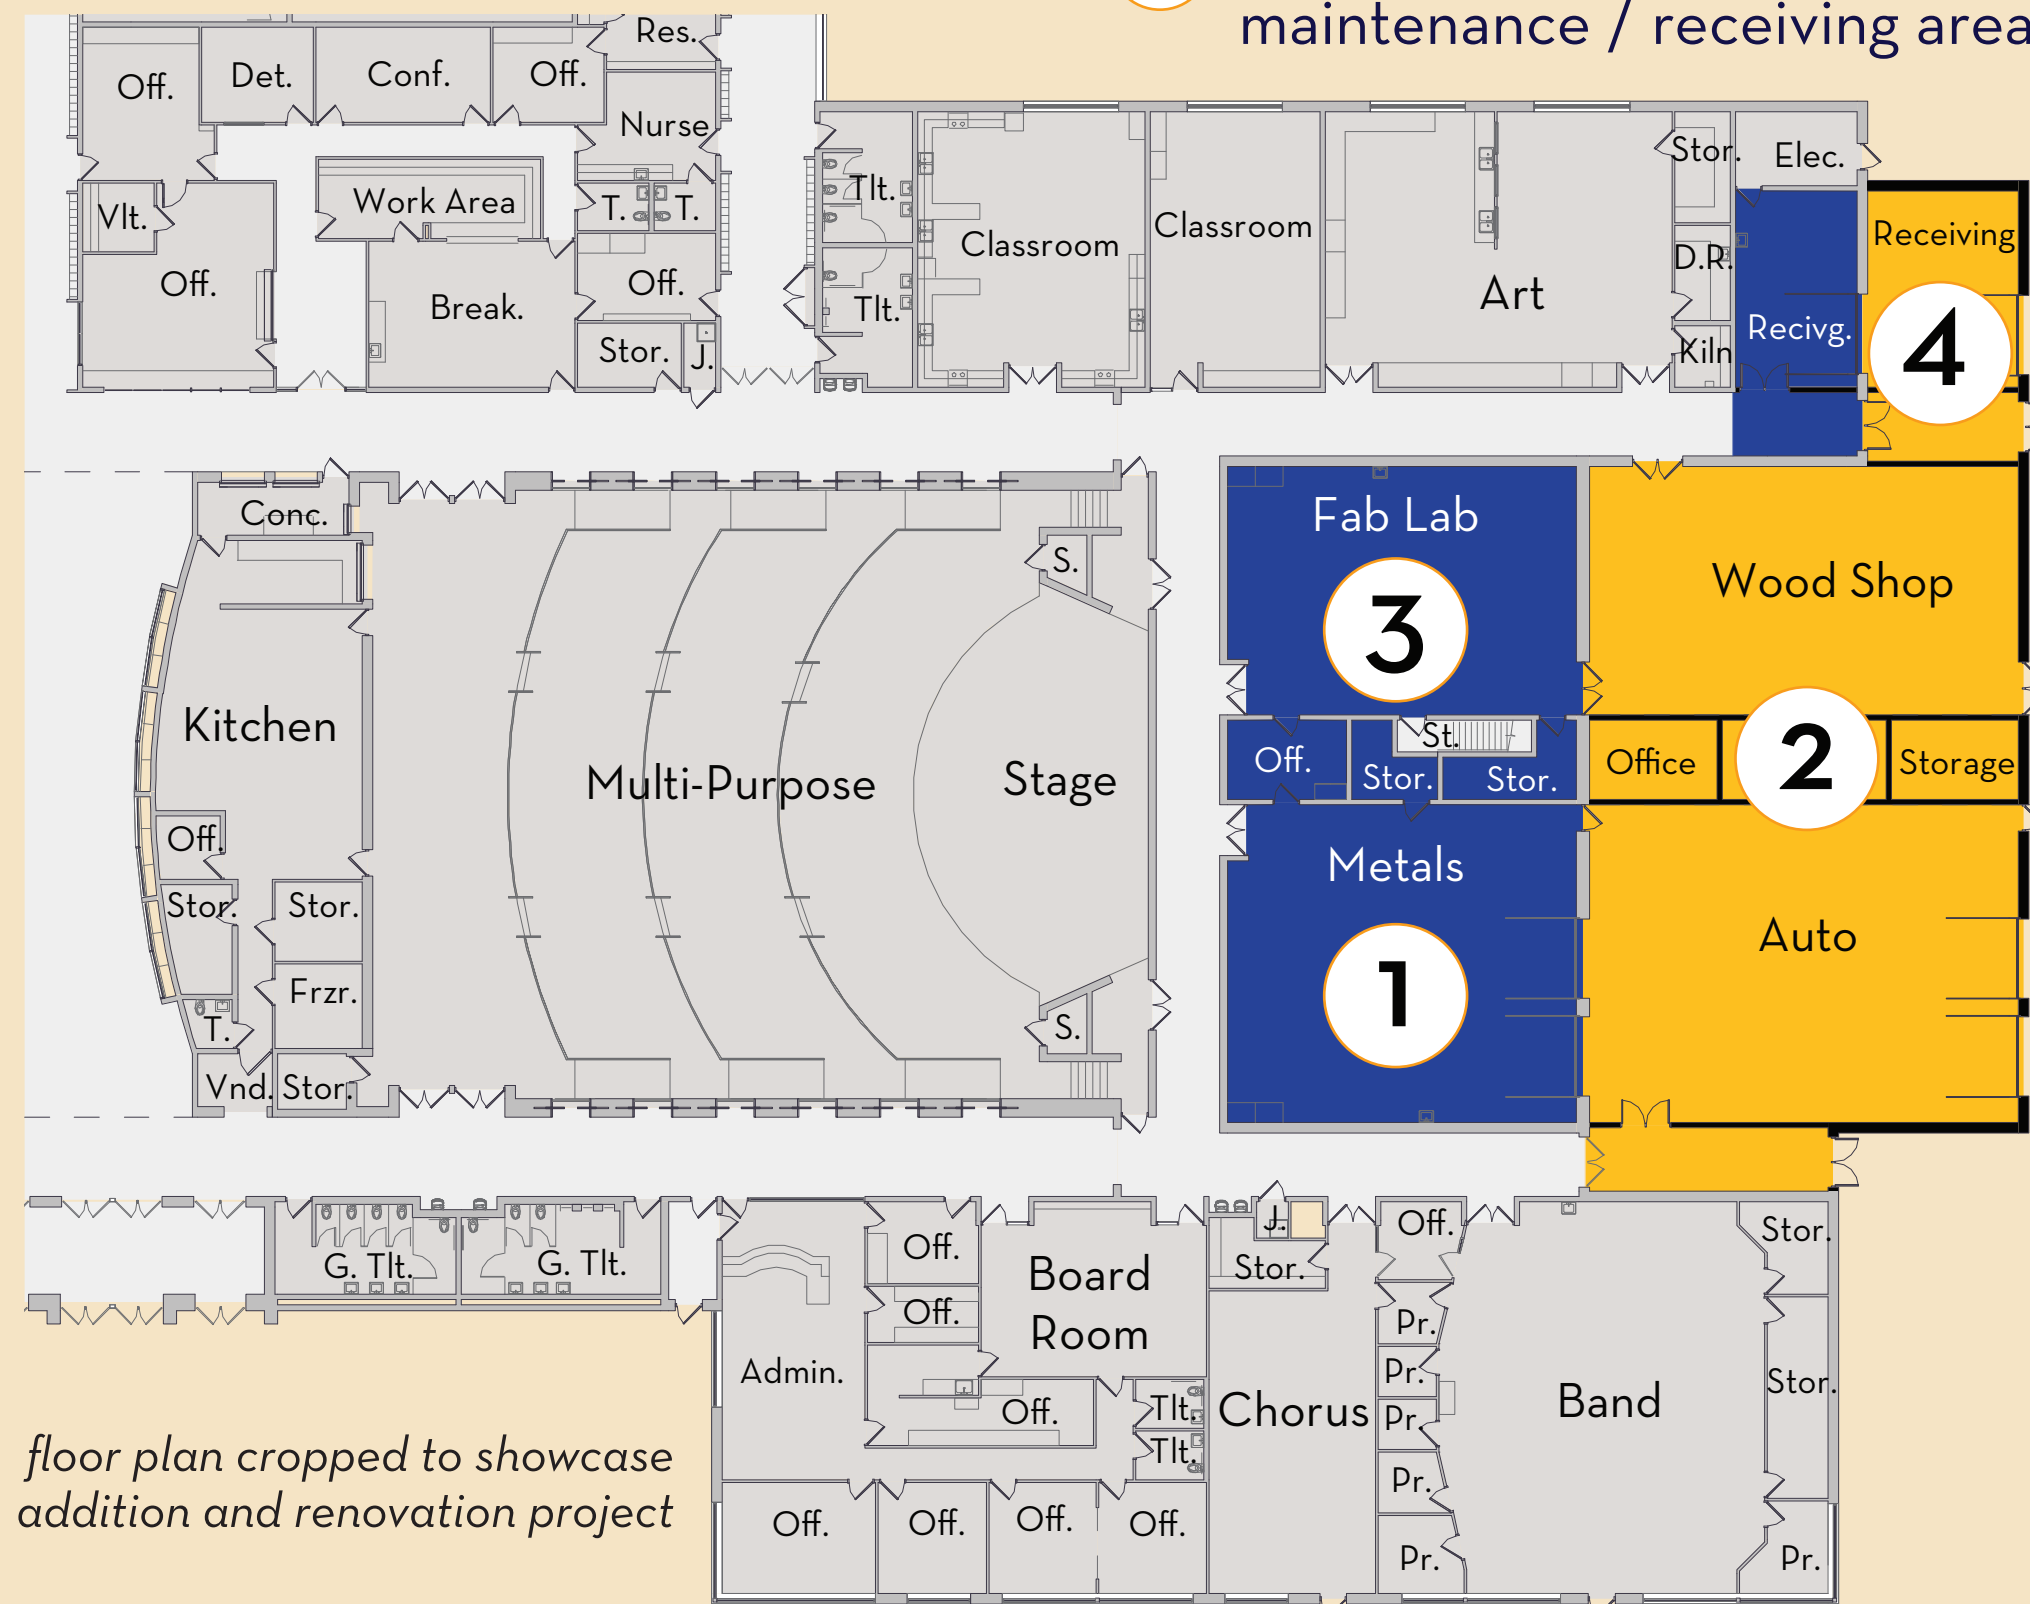 maintenance / receiving area
Res.
Off.
Det.
Conf.
Off.
Nurse
Vlt.
Work Area
T.
T.
Off.
Break.
Off.
Stor.
J.
Tlt.
Tlt.
Classroom
Classroom
Art
Stor.
D.R.
Kiln
Elec.
Recivg.
Receiving
4
Conc.
Kitchen
Off.
Stor.
Stor.
Frzr.
T.
Vnd.
Stor.
Multi-Purpose
Stage
S.
S.
Fab Lab
3
Wood Shop
Off.
St.
Stor.
Stor.
Office
2
Storage
Metals
1
Auto
G. Tlt.
G. Tlt.
Admin.
Off.
Off.
Off.
Board
Room
Tlt.
Tlt.
Off.
Off.
Off.
Off.
J.
Stor.
Chorus
Off.
Pr.
Pr.
Pr.
Pr.
Pr.
Band
Stor.
Stor.
Pr.
floor plan cropped to showcase
addition and renovation project